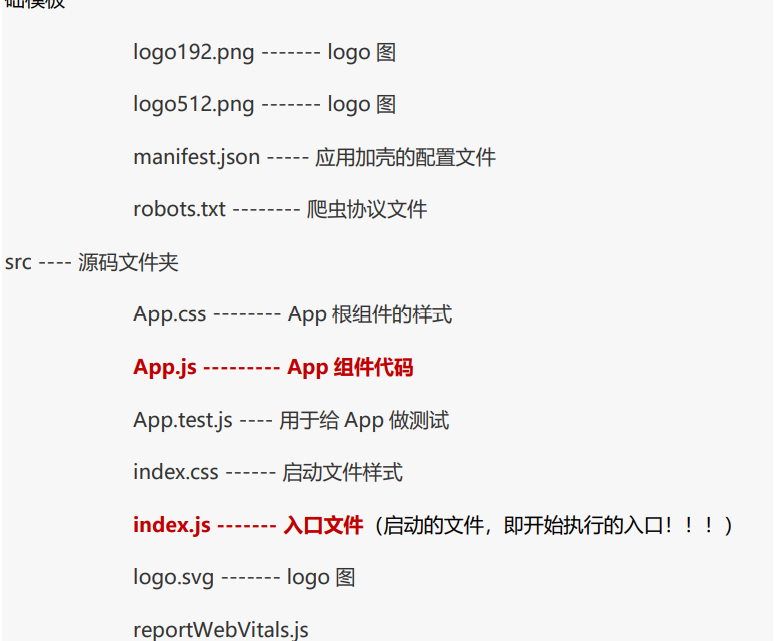 础模板
logo192.png ------- logo 图
logo512.png ------- logo 图
manifest.json ----- 应用加壳的配置文件
robots.txt -------- 爬虫协议文件
src ---- 源码文件夹
App.css -------- App 根组件的样式
App.js --------- App 组件代码
App.test.js ---- 用于给 App 做测试
index.css ------ 启动文件样式
index.js ------- 入口文件（启动的文件，即开始执行的入口！！！）
logo.svg ------- logo 图
reportWebVitals.js